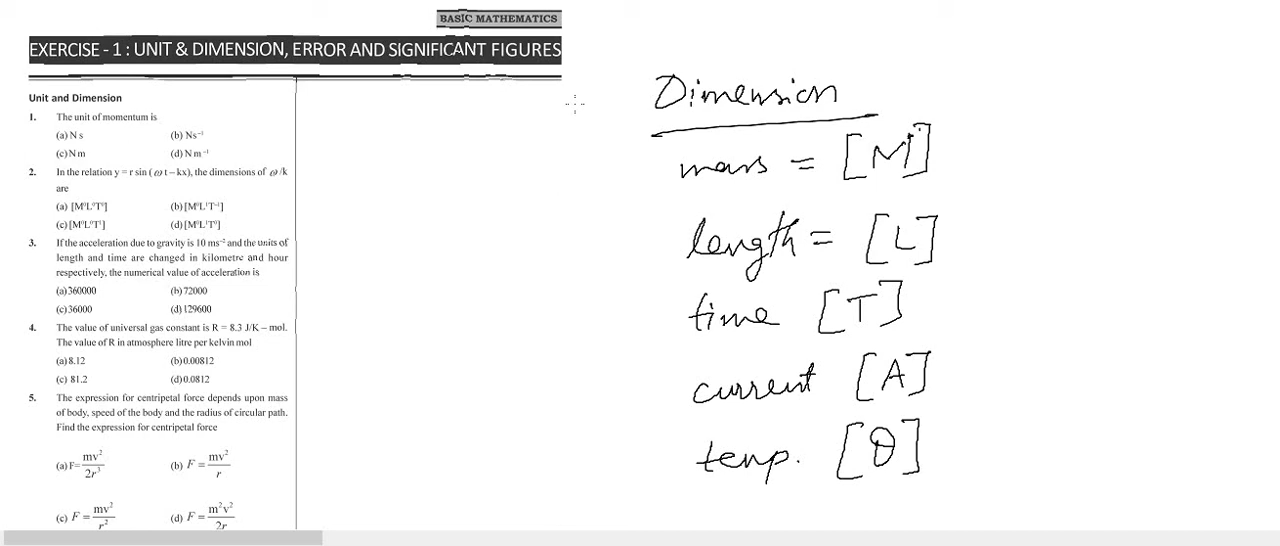 BASIC MATHEMATICS
EXERCISE - 1 : UNIT & DIMENSION, ERROR AND SIGNIFICANT FIGURES
Unit and Dimension
1. The unit of momentum is
(a) N s (b) Ns⁻¹
(c) N m (d) N m⁻¹
2. In the relation y = r sin (ω t – kx), the dimensions of ω/k
are
(a) [M⁰L⁰T⁰] (b) [M⁰L¹T⁻¹]
(c) [M⁰L⁰T¹] (d) [M⁰L¹T⁰]
3. If the acceleration due to gravity is 10 ms⁻² and the units of
length and time are changed in kilometre and hour
respectively, the numerical value of acceleration is
(a) 360000 (b) 72000
(c) 36000 (d) 129600
4. The value of universal gas constant is R = 8.3 J/K – mol.
The value of R in atmosphere litre per kelvin mol
(a) 8.12 (b) 0.00812
(c) 81.2 (d) 0.0812
5. The expression for centripetal force depends upon mass
of body, speed of the body and the radius of circular path.
Find the expression for centripetal force
(a) F= mv²/2r³ (b) F = mv²/r
(c) F = mv²/r² (d) F = m²v²/2r
Dimension
mass = [M]
length = [L]
time [T]
current [A]
temp. [θ]